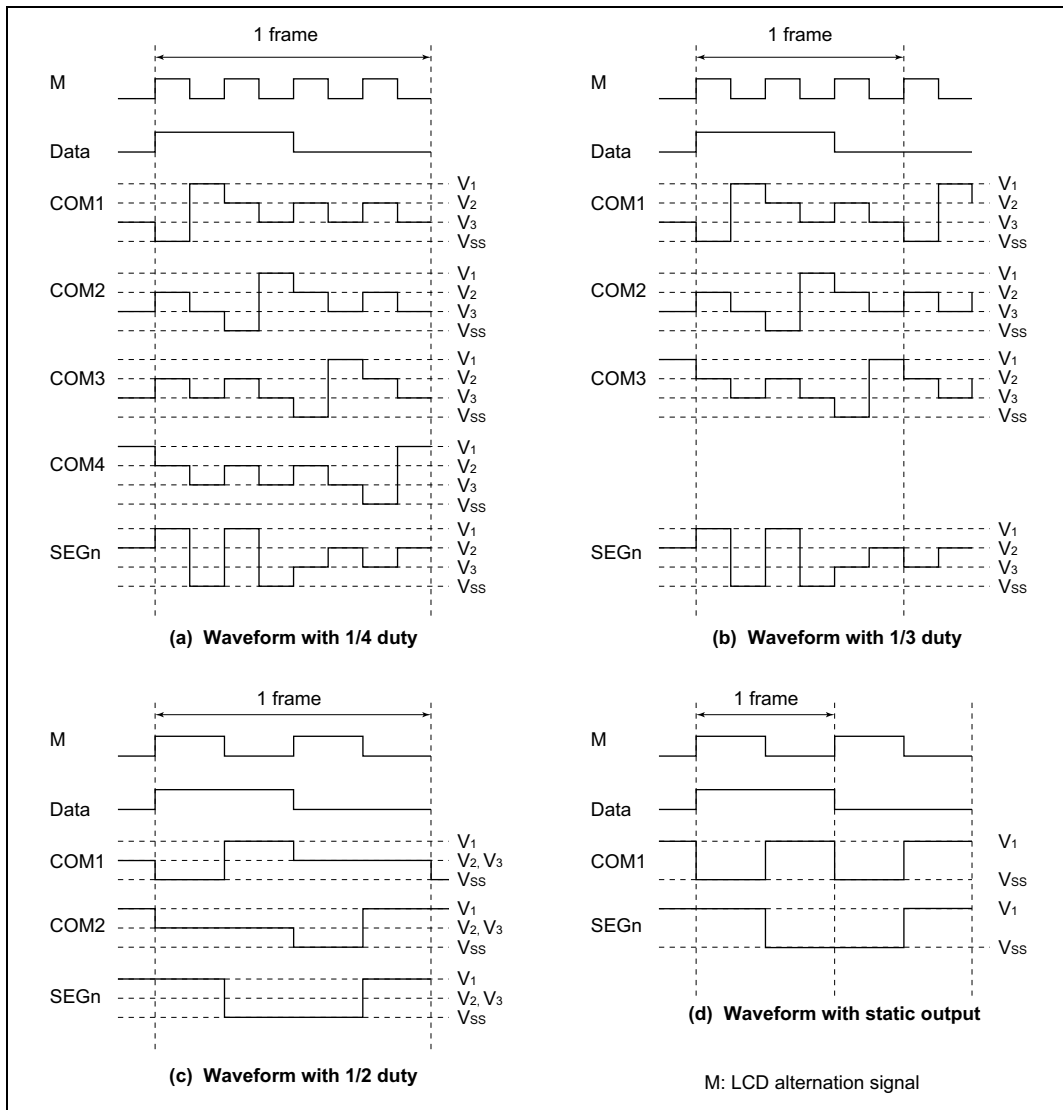 1 frame
M
Data
COM1
V1
V2
V3
VSS
COM2
V1
V2
V3
VSS
COM3
V1
V2
V3
VSS
COM4
V1
V2
V3
VSS
SEGn
V1
V2
V3
VSS
(a) Waveform with 1/4 duty
1 frame
M
Data
COM1
V1
V2
V3
VSS
COM2
V1
V2
V3
VSS
COM3
V1
V2
V3
VSS
SEGn
V1
V2
V3
VSS
(b) Waveform with 1/3 duty
1 frame
M
Data
COM1
V1
V2, V3
VSS
COM2
V1
V2, V3
VSS
SEGn
V1
V2, V3
VSS
(c) Waveform with 1/2 duty
1 frame
M
Data
COM1
V1
VSS
SEGn
V1
VSS
(d) Waveform with static output
M: LCD alternation signal